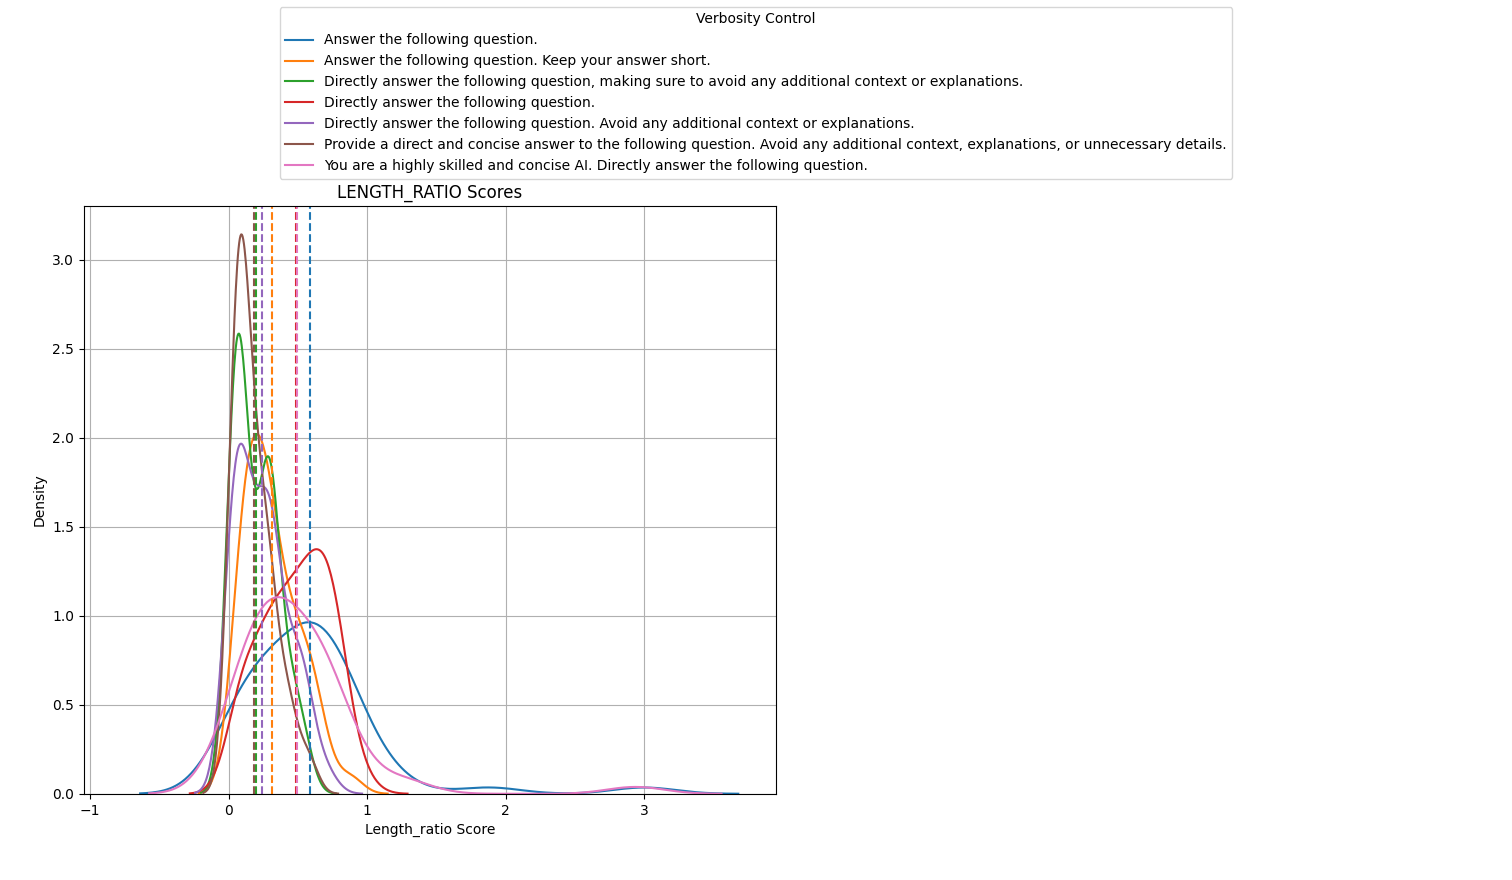 Verbosity Control
Answer the following question.
Answer the following question. Keep your answer short.
Directly answer the following question, making sure to avoid any additional context or explanations.
Directly answer the following question.
Directly answer the following question. Avoid any additional context or explanations.
Provide a direct and concise answer to the following question. Avoid any additional context, explanations, or unnecessary details.
You are a highly skilled and concise AI. Directly answer the following question.
LENGTH_RATIO Scores
3.0
2.5
2.0
1.5
1.0
0.5
0.0
Density
−1 0 1 2 3
Length_ratio Score